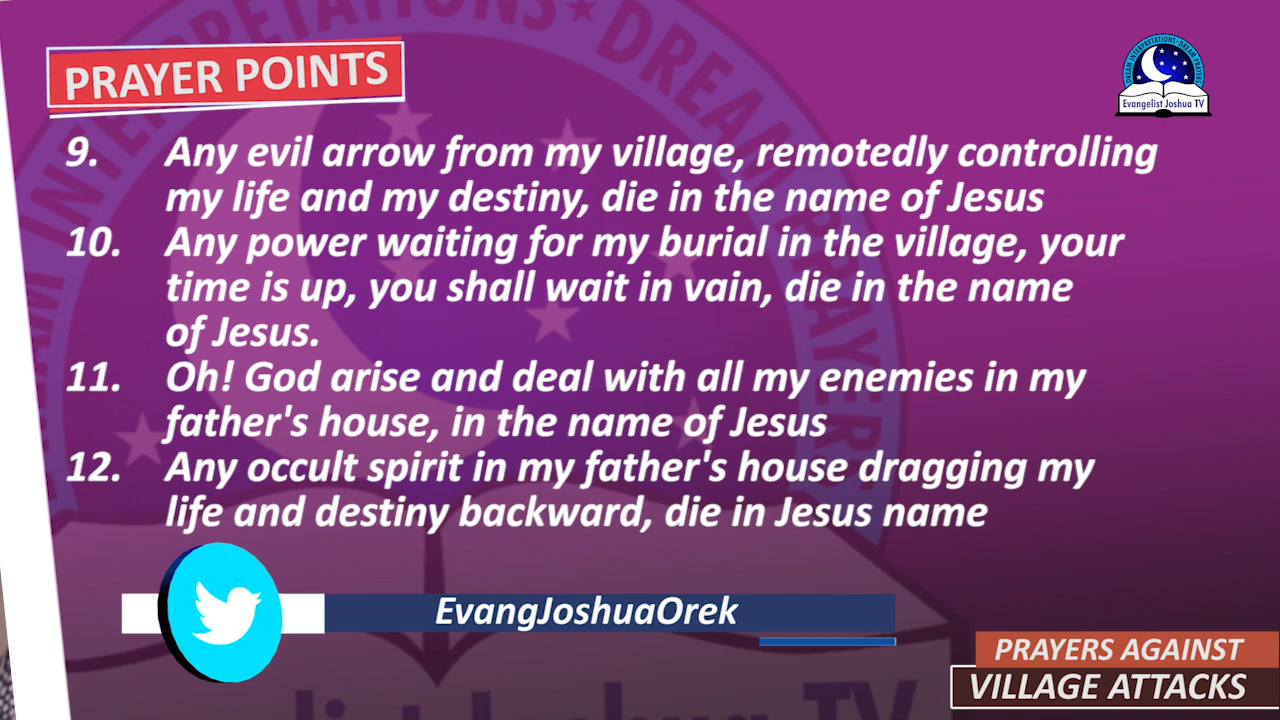 PRAYER POINTS
DREAM INTERPRETATIONS · DREAM PRAYERS
Evangelist Joshua TV
9. Any evil arrow from my village, remotedly controlling
my life and my destiny, die in the name of Jesus
10. Any power waiting for my burial in the village, your
time is up, you shall wait in vain, die in the name
of Jesus.
11. Oh! God arise and deal with all my enemies in my
father's house, in the name of Jesus
12. Any occult spirit in my father's house dragging my
life and destiny backward, die in Jesus name
EvangJoshuaOrek
PRAYERS AGAINST
VILLAGE ATTACKS